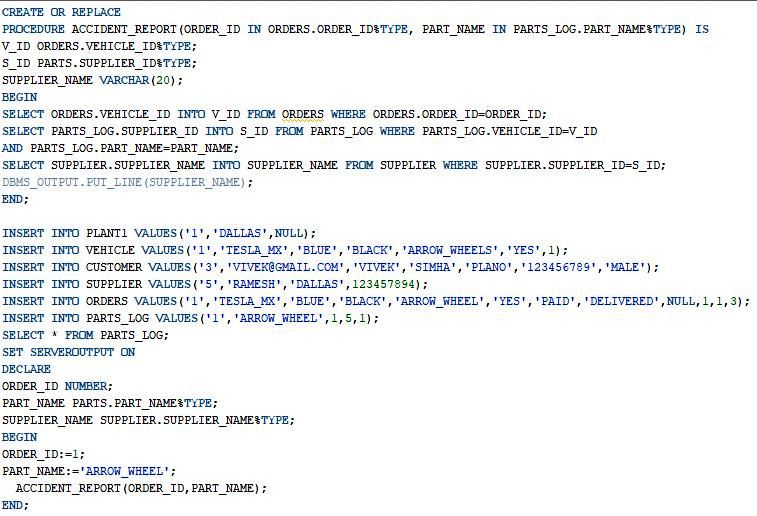 CREATE OR REPLACE
PROCEDURE ACCIDENT_REPORT(ORDER_ID IN ORDERS.ORDER_ID%TYPE, PART_NAME IN PARTS_LOG.PART_NAME%TYPE) IS
V_ID ORDERS.VEHICLE_ID%TYPE;
S_ID PARTS.SUPPLIER_ID%TYPE;
SUPPLIER_NAME VARCHAR(20);
BEGIN
SELECT ORDERS.VEHICLE_ID INTO V_ID FROM ORDERS WHERE ORDERS.ORDER_ID=ORDER_ID;
SELECT PARTS_LOG.SUPPLIER_ID INTO S_ID FROM PARTS_LOG WHERE PARTS_LOG.VEHICLE_ID=V_ID
AND PARTS_LOG.PART_NAME=PART_NAME;
SELECT SUPPLIER.SUPPLIER_NAME INTO SUPPLIER_NAME FROM SUPPLIER WHERE SUPPLIER.SUPPLIER_ID=S_ID;
DBMS_OUTPUT.PUT_LINE(SUPPLIER_NAME);
END;
INSERT INTO PLANT1 VALUES('1','DALLAS',NULL);
INSERT INTO VEHICLE VALUES('1','TESLA_MX','BLUE','BLACK','ARROW_WHEELS','YES',1);
INSERT INTO CUSTOMER VALUES('3','VIVEK@GMAIL.COM','VIVEK','SIMHA','PLANO','123456789','MALE');
INSERT INTO SUPPLIER VALUES('5','RAMESH','DALLAS',123457894);
INSERT INTO ORDERS VALUES('1','TESLA_MX','BLUE','BLACK','ARROW_WHEEL','YES','PAID','DELIVERED',NULL,1,1,3);
INSERT INTO PARTS_LOG VALUES('1','ARROW_WHEEL',1,5,1);
SELECT * FROM PARTS_LOG;
SET SERVEROUTPUT ON
DECLARE
ORDER_ID NUMBER;
PART_NAME PARTS.PART_NAME%TYPE;
SUPPLIER_NAME SUPPLIER.SUPPLIER_NAME%TYPE;
BEGIN
ORDER_ID:=1;
PART_NAME:='ARROW_WHEEL';
ACCIDENT_REPORT(ORDER_ID,PART_NAME);
END;